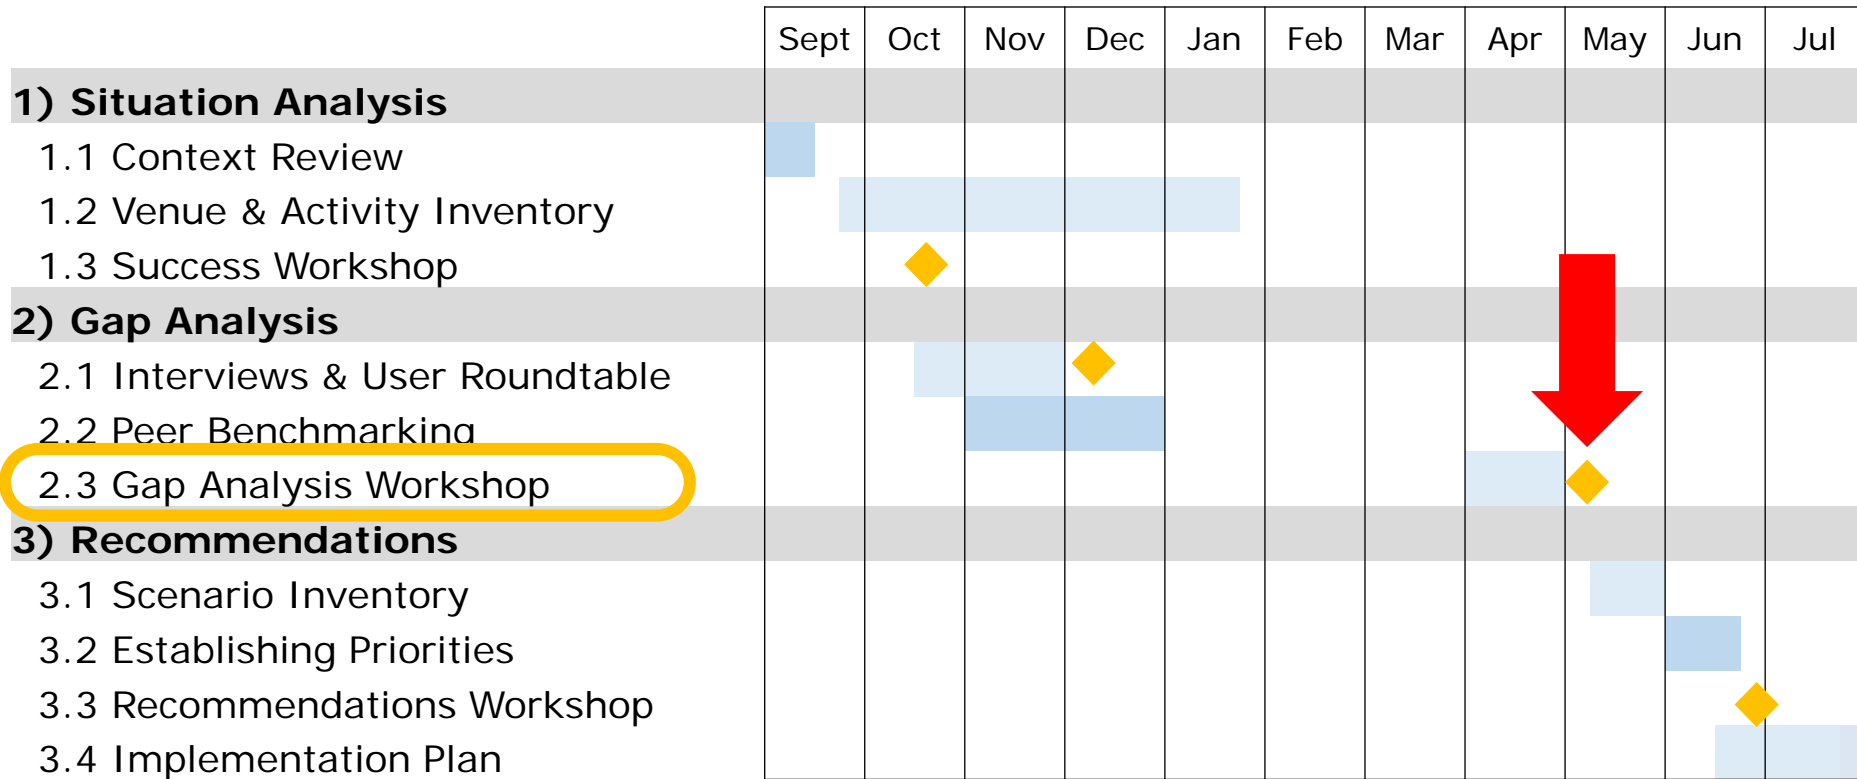 Sept Oct Nov Dec Jan Feb Mar Apr May Jun Jul
1) Situation Analysis
1.1 Context Review
1.2 Venue & Activity Inventory
1.3 Success Workshop
2) Gap Analysis
2.1 Interviews & User Roundtable
2.2 Peer Benchmarking
2.3 Gap Analysis Workshop
3) Recommendations
3.1 Scenario Inventory
3.2 Establishing Priorities
3.3 Recommendations Workshop
3.4 Implementation Plan